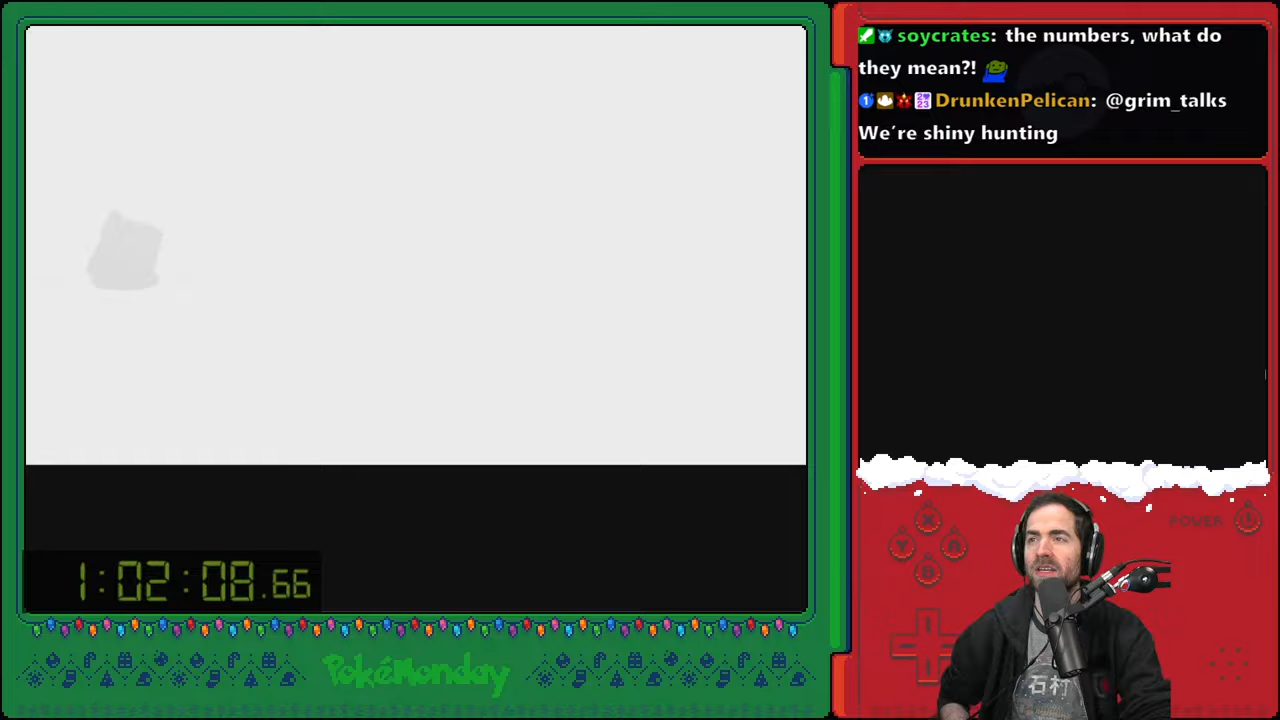 soycrates: the numbers, what do
they mean?!
DrunkenPelican: @grim_talks
We're shiny hunting
1:02:08.66
POWER
X
Y
A
B
石村
PokéMonday